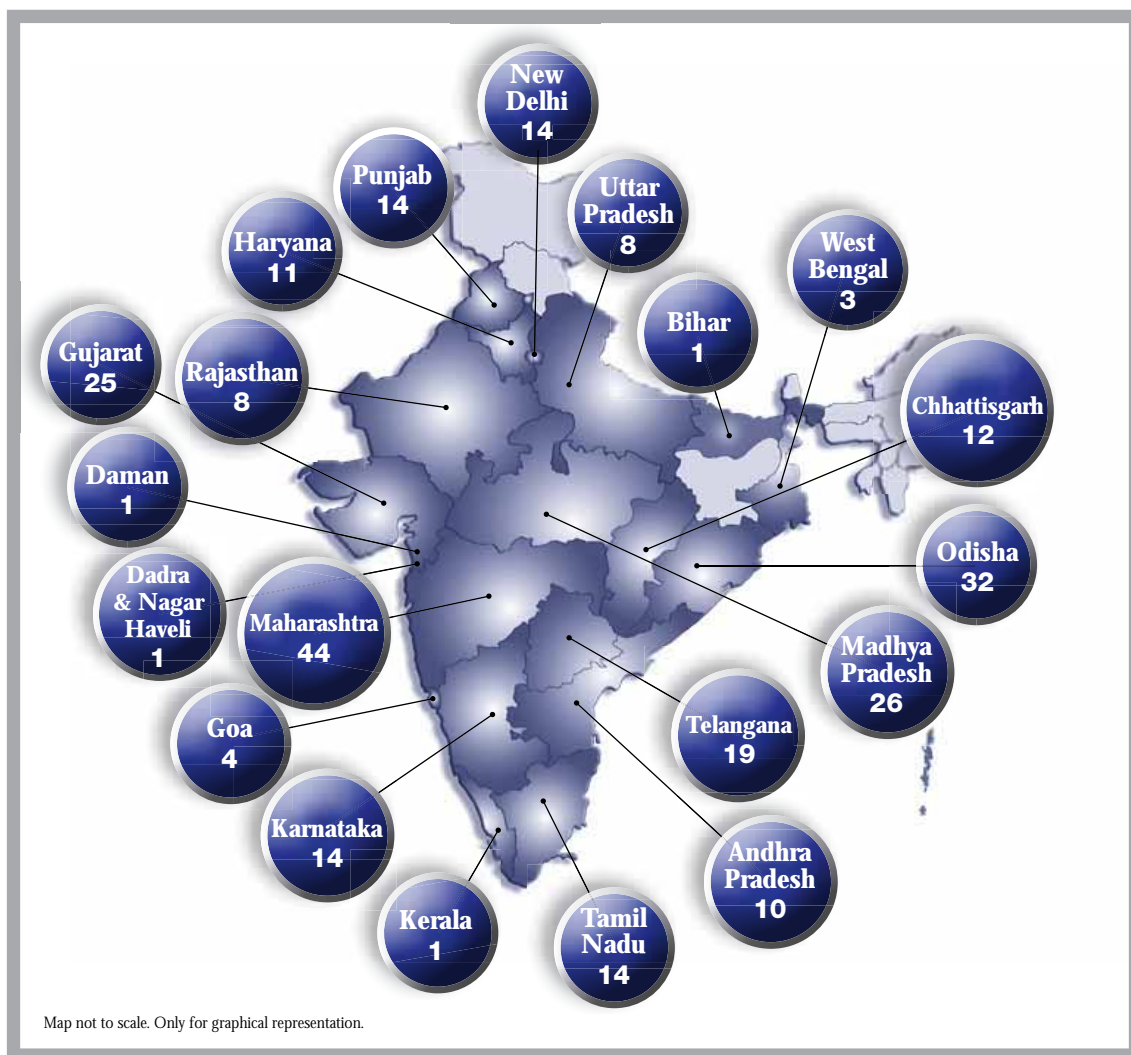 New
Delhi
14
Punjab
14
Uttar
Pradesh
8
Haryana
11
West
Bengal
3
Bihar
1
Gujarat
25
Rajasthan
8
Chhattisgarh
12
Daman
1
Odisha
32
Dadra
& Nagar
Haveli
1
Maharashtra
44
Madhya
Pradesh
26
Goa
4
Telangana
19
Karnataka
14
Andhra
Pradesh
10
Kerala
1
Tamil
Nadu
14
Map not to scale. Only for graphical representation.